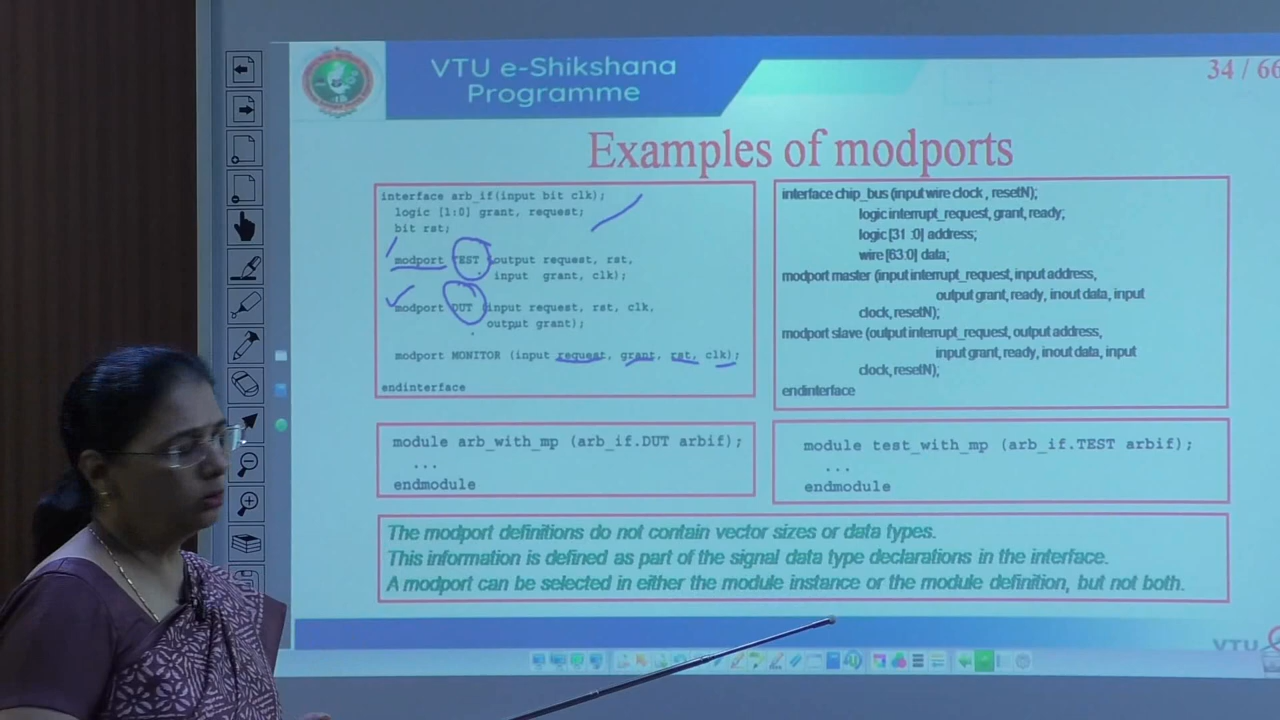 VTU e-Shikshana
Programme
34 / 66
Examples of modports
interface arb_if(input bit clk);
logic [1:0] grant, request;
bit rst;
modport TEST (output request, rst,
input grant, clk);
modport DUT (input request, rst, clk,
output grant);
modport MONITOR (input request, grant, rst, clk);
endinterface
interface chip_bus (input wire clock , resetN);
logic interrupt_request, grant, ready;
logic [31 :0] address;
wire [63:0] data;
modport master (input interrupt_request, input address,
output grant, ready, inout data, input
clock, resetN);
modport slave (output interrupt_request, output address,
input grant, ready, inout data, input
clock, resetN);
endinterface
module arb_with_mp (arb_if.DUT arbif);
...
endmodule
module test_with_mp (arb_if.TEST arbif);
...
endmodule
The modport definitions do not contain vector sizes or data types.
This information is defined as part of the signal data type declarations in the interface.
A modport can be selected in either the module instance or the module definition, but not both.
VTU